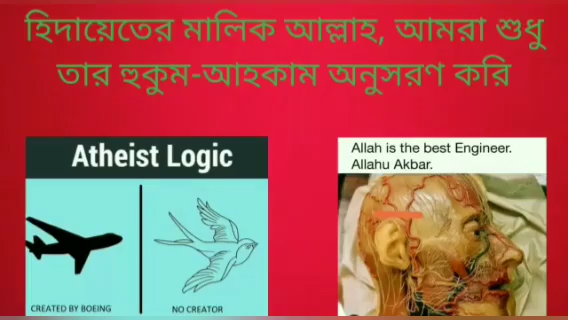 হিদায়েতের মালিক আল্লাহ, আমরা শুধু
তার হুকুম-আহকাম অনুসরণ করি
Atheist Logic
CREATED BY BOEING
NO CREATOR
Allah is the best Engineer.
Allahu Akbar.